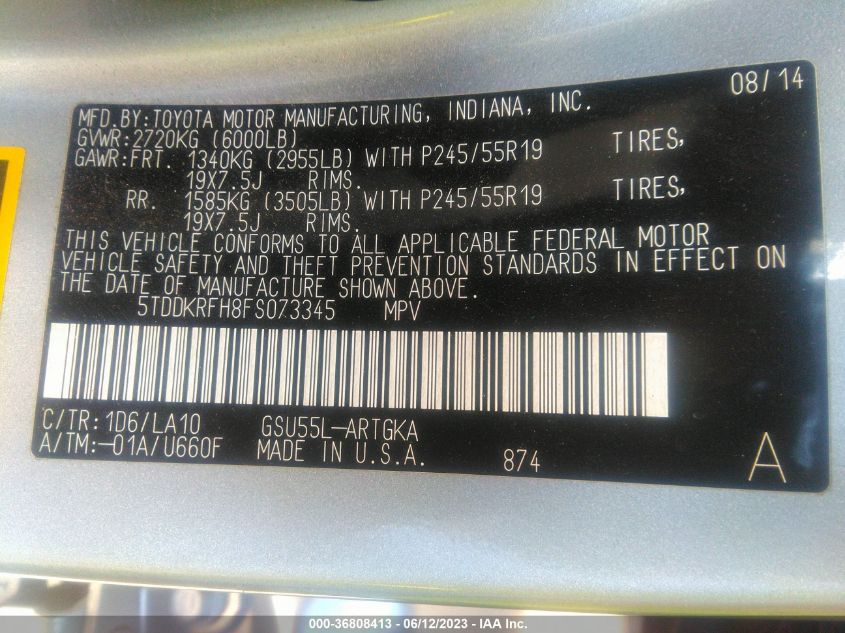 08/14
MFD.BY:TOYOTA MOTOR MANUFACTURING, INDIANA, INC.
GVWR:2720KG (6000LB)
GAWR:FRT. 1340KG (2955LB) WITH P245/55R19 TIRES,
19X7.5J RIMS.
RR. 1585KG (3505LB) WITH P245/55R19 TIRES,
19X7.5J RIMS.
THIS VEHICLE CONFORMS TO ALL APPLICABLE FEDERAL MOTOR
VEHICLE SAFETY AND THEFT PREVENTION STANDARDS IN EFFECT ON
THE DATE OF MANUFACTURE SHOWN ABOVE.
5TDDKRFH8FS073345 MPV
C/TR:1D6/LA10 GSU55L-ARTGKA
A/TM:-01A/U660F MADE IN U.S.A. 874 A
000-36808413 - 06/12/2023 - IAA Inc.